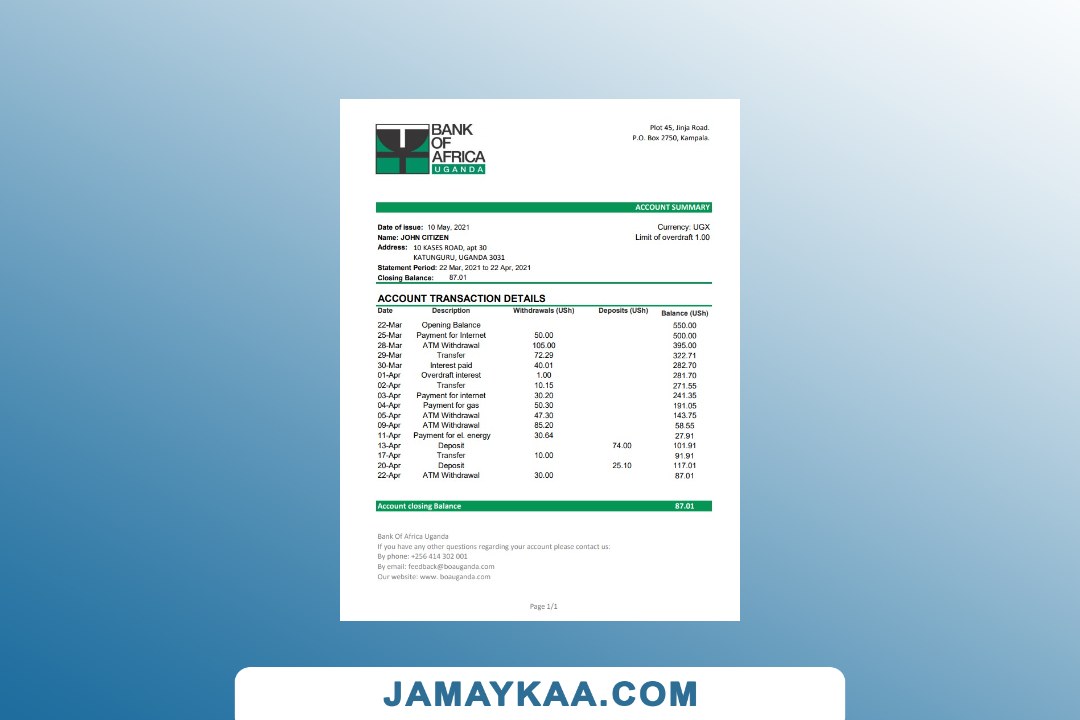 BANK
OF
AFRICA
UGANDA
Plot 45, Jinja Road.
P.O. Box 2750, Kampala.
ACCOUNT SUMMARY
Date of issue: 10 May, 2021
Currency: UGX
Name: JOHN CITIZEN
Limit of overdraft 1.00
Address: 10 KASES ROAD, apt 30
KATUNGURU, UGANDA 3031
Statement Period: 22 Mar, 2021 to 22 Apr, 2021
Closing Balance: 87.01
ACCOUNT TRANSACTION DETAILS
Date Description Withdrawals (USh) Deposits (USh) Balance (USh)
22-Mar Opening Balance 550.00
25-Mar Payment for Internet 50.00 500.00
28-Mar ATM Withdrawal 105.00 395.00
29-Mar Transfer 72.29 322.71
30-Mar Interest paid 40.01 282.70
01-Apr Overdraft interest 1.00 281.70
02-Apr Transfer 10.15 271.55
03-Apr Payment for internet 30.20 241.35
04-Apr Payment for gas 50.30 191.05
05-Apr ATM Withdrawal 47.30 143.75
09-Apr ATM Withdrawal 85.20 58.55
11-Apr Payment for el. energy 30.64 27.91
13-Apr Deposit 74.00 101.91
17-Apr Transfer 10.00 91.91
20-Apr Deposit 25.10 117.01
22-Apr ATM Withdrawal 30.00 87.01
Account closing Balance 87.01
Bank Of Africa Uganda
If you have any other questions regarding your account please contact us:
By phone: +256 414 302 001
By email: feedback@boauganda.com
Our website: www. boauganda.com
Page 1/1
JAMAYKAA.COM